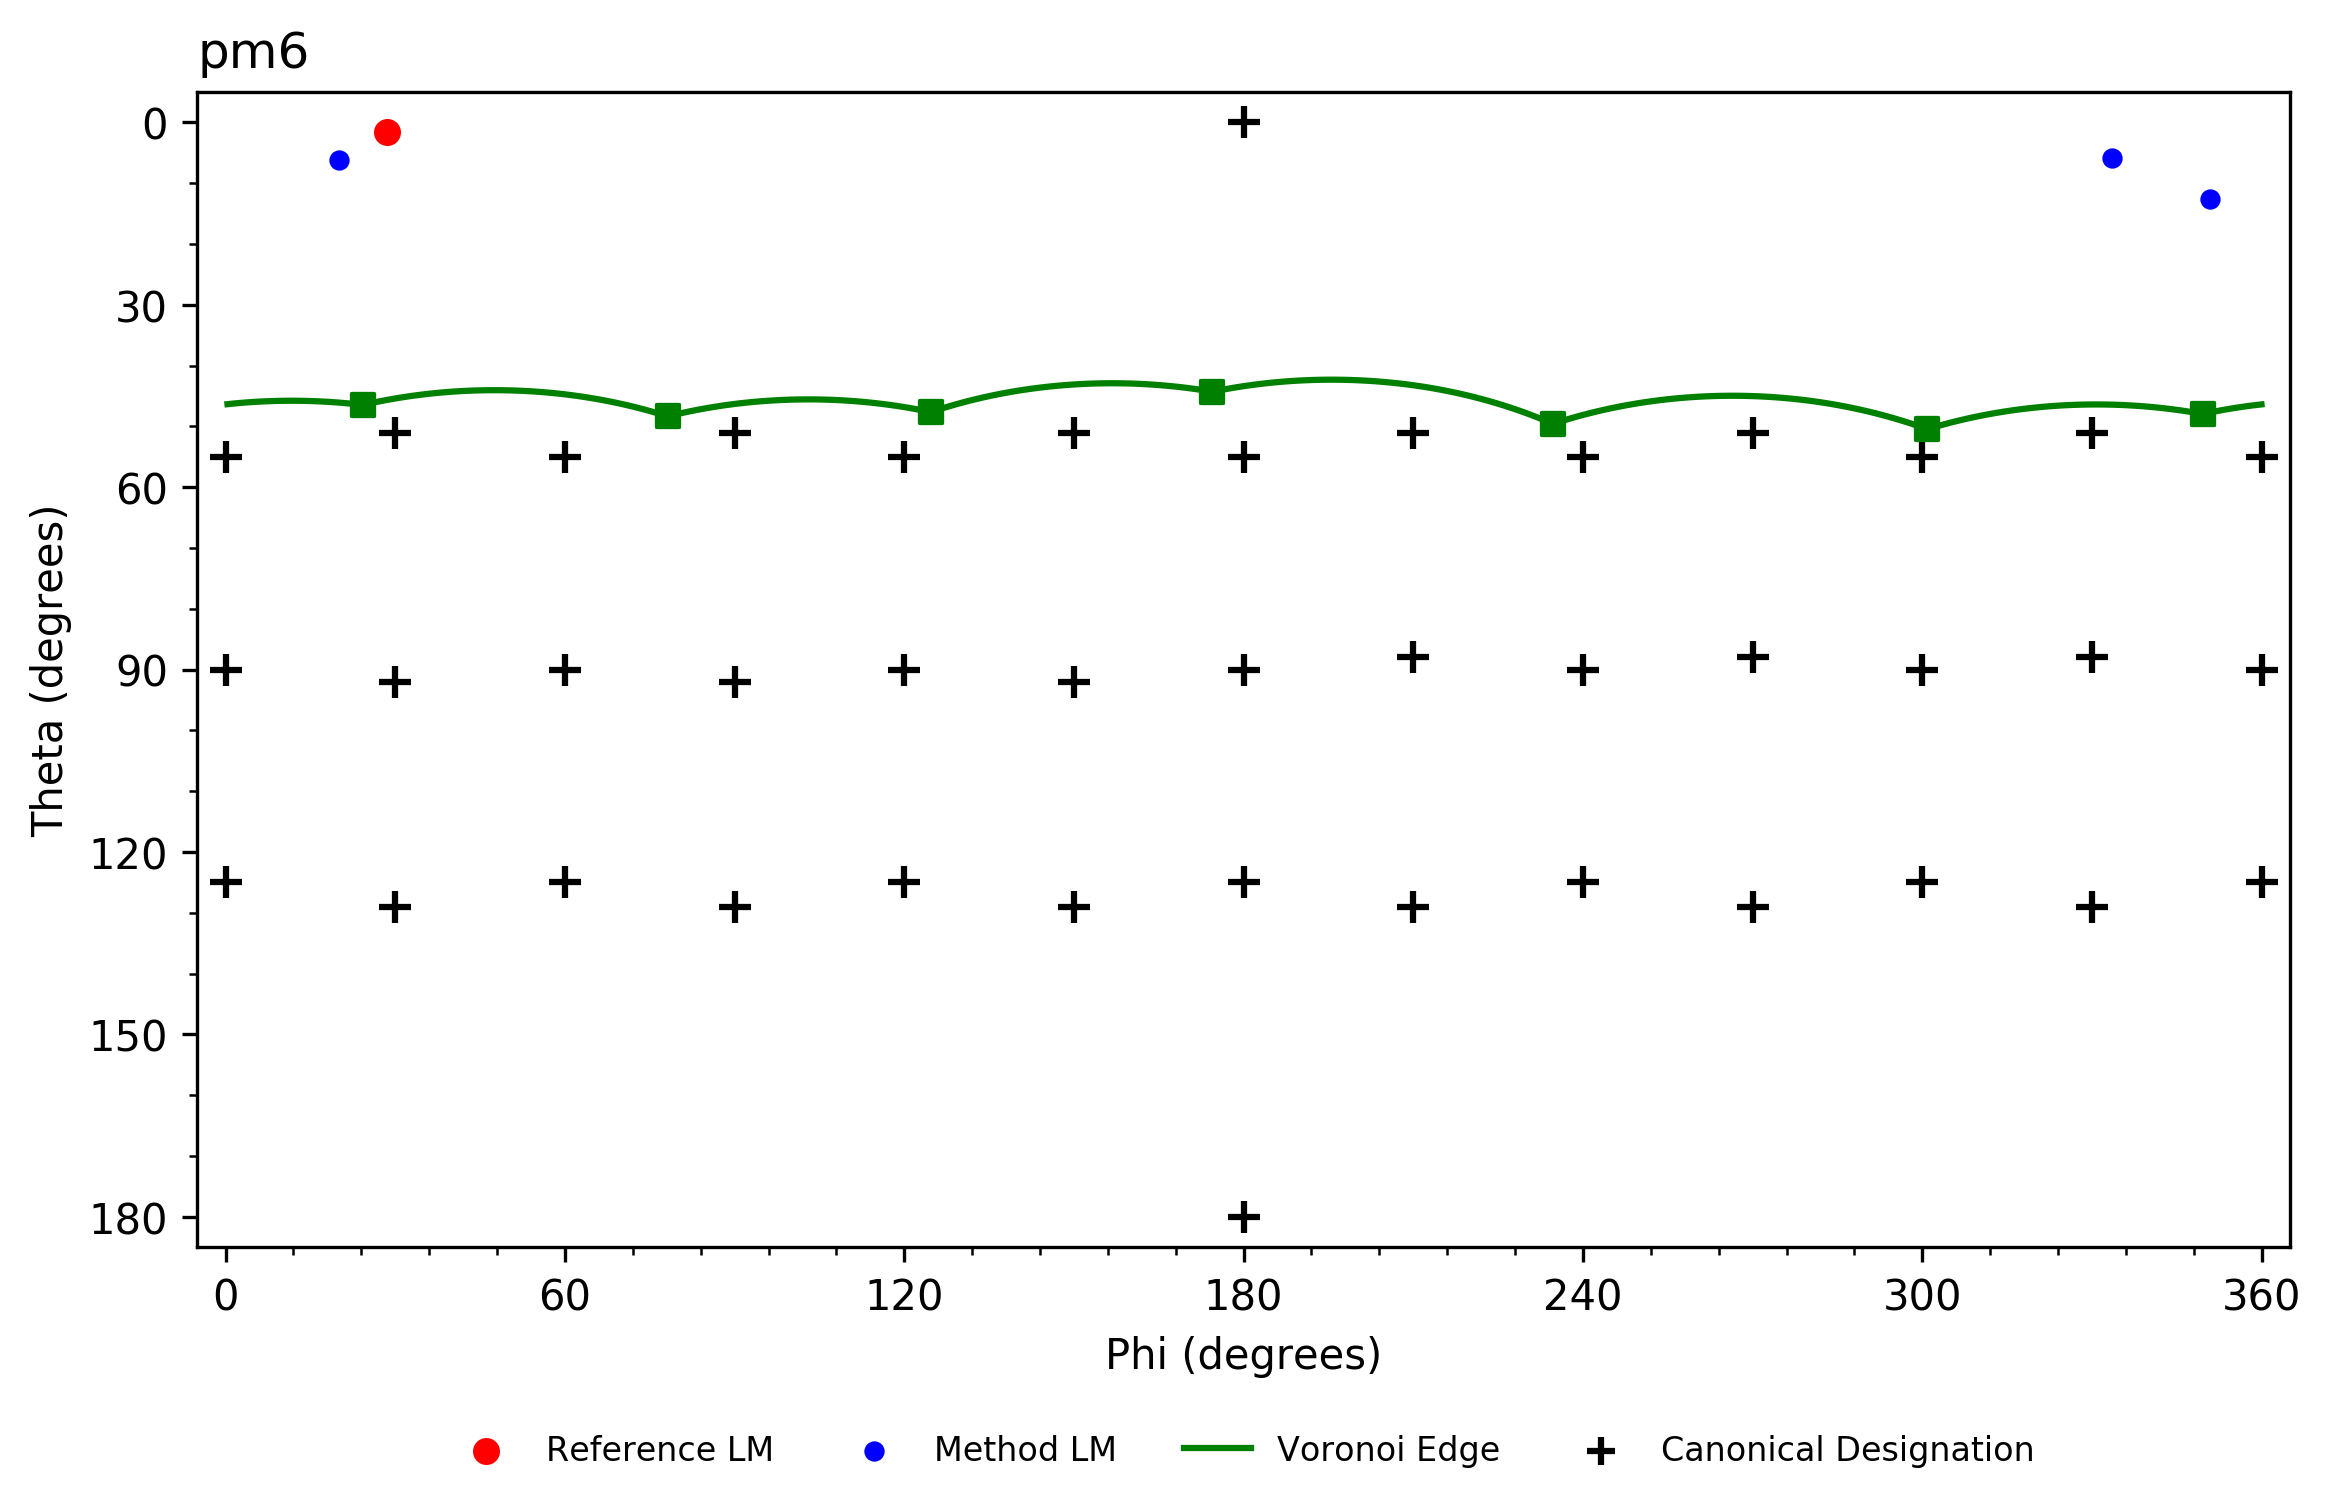 pm6
0
30
60
90
120
150
180
Theta (degrees)
0 60 120 180 240 300 360
Phi (degrees)
Reference LM Method LM Voronoi Edge Canonical Designation